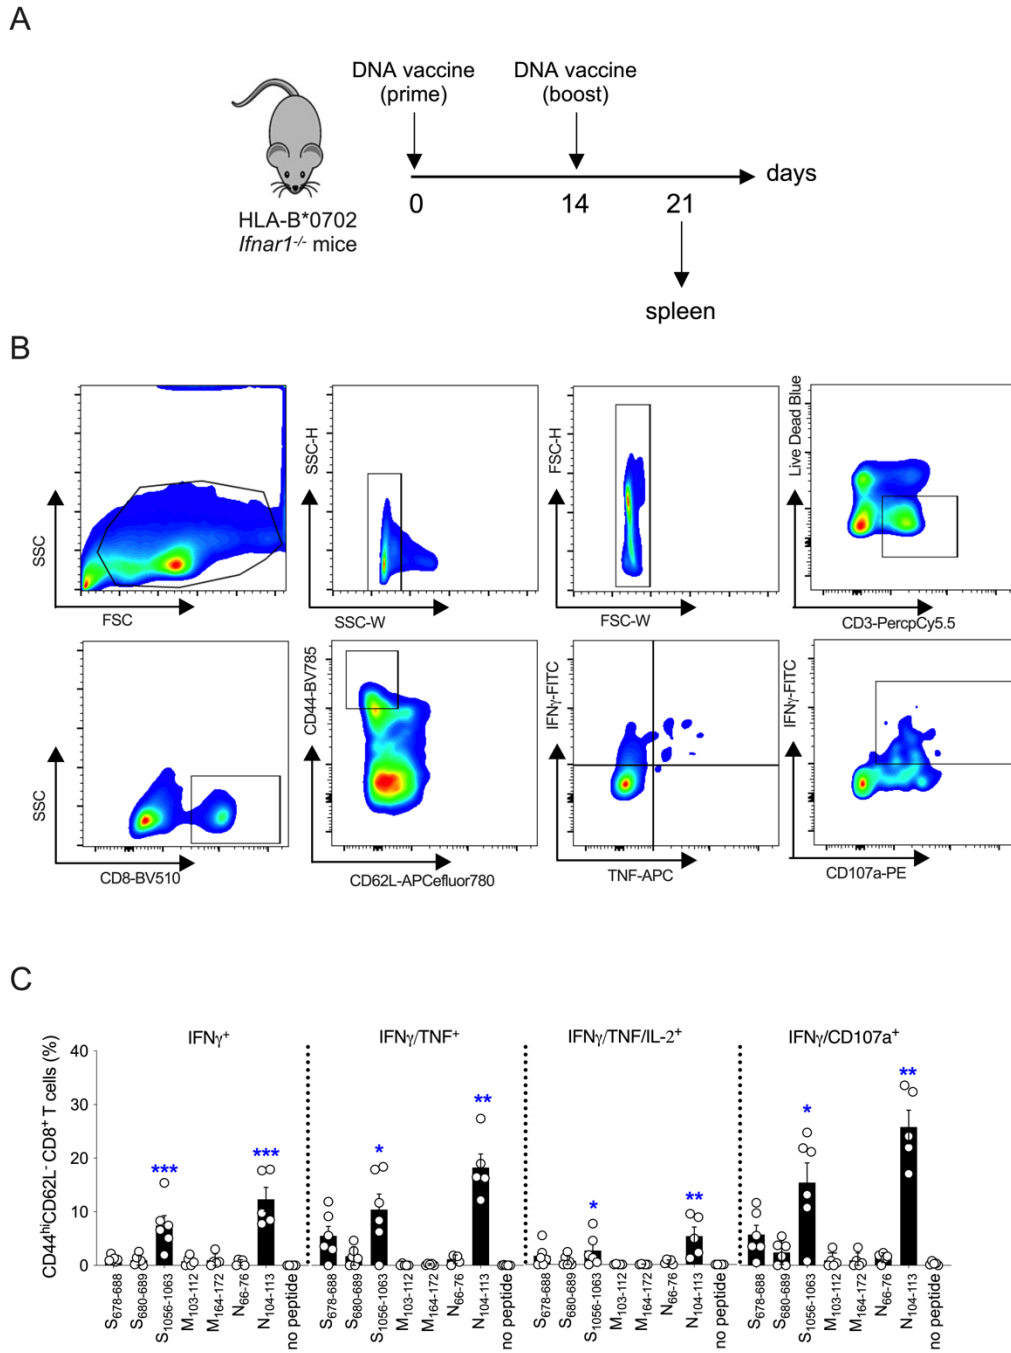 A
DNA vaccine
(prime)
DNA vaccine
(boost)
days
0
14
21
HLA-B*0702
Ifnar1-/- mice
spleen
B
SSC
FSC
SSC-H
SSC-W
FSC-H
FSC-W
Live Dead Blue
CD3-PercpCy5.5
SSC
CD8-BV510
CD44-BV785
CD62L-APCefluor780
IFNγ-FITC
TNF-APC
IFNγ-FITC
CD107a-PE
C
CD44hiCD62L- CD8+ T cells (%)
IFNγ+
IFNγ/TNF+
IFNγ/TNF/IL-2+
IFNγ/CD107a+
40
30
20
10
0
***
***
*
**
*
**
*
**
S678-688
S680-689
S1056-1063
M103-112
M164-172
N66-76
N104-113
no peptide
S678-688
S680-689
S1056-1063
M103-112
M164-172
N66-76
N104-113
no peptide
S678-688
S680-689
S1056-1063
M103-112
M164-172
N66-76
N104-113
no peptide
S678-688
S680-689
S1056-1063
M103-112
M164-172
N66-76
N104-113
no peptide